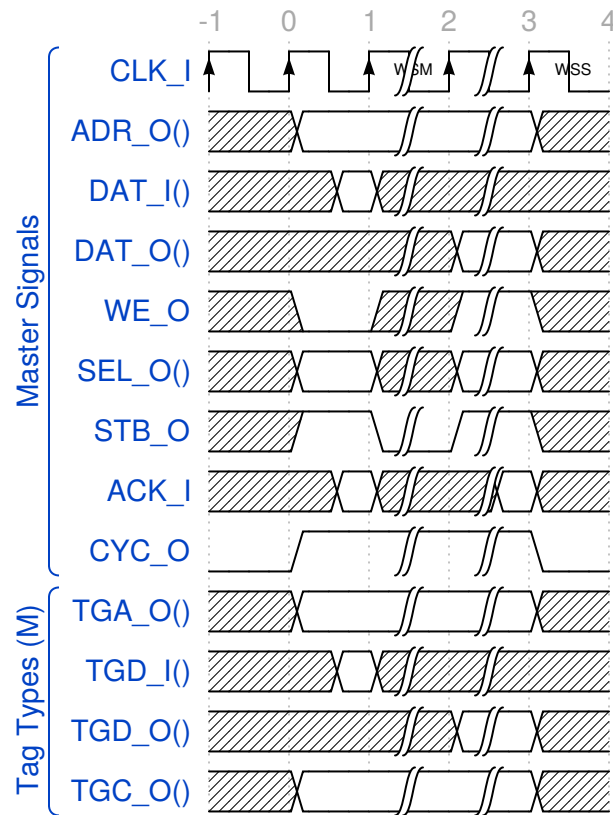 -1 0 1 2 3 4
Master Signals
CLK_I WSM WSS
ADR_O()
DAT_I()
DAT_O()
WE_O
SEL_O()
STB_O
ACK_I
CYC_O
Tag Types (M)
TGA_O()
TGD_I()
TGD_O()
TGC_O()